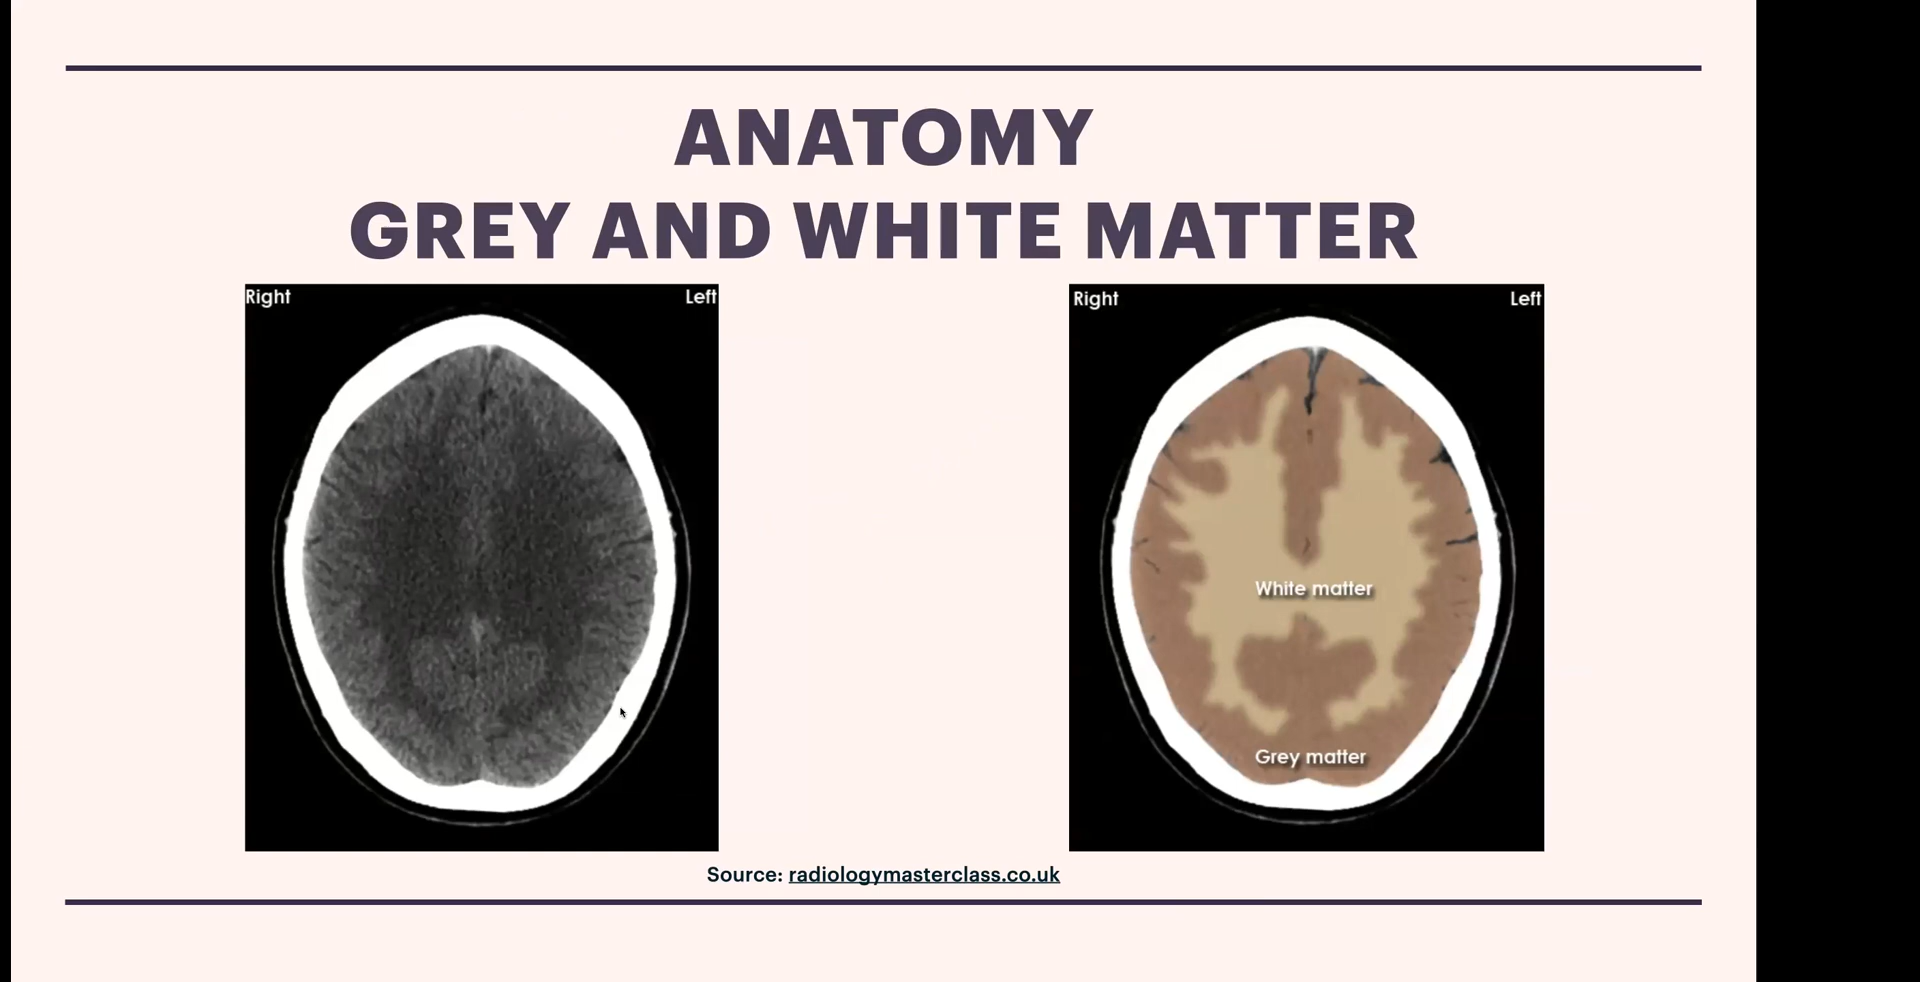 ANATOMY
GREY AND WHITE MATTER
Right
Left
Right
Left
White matter
Grey matter
Source: radiologymasterclass.co.uk